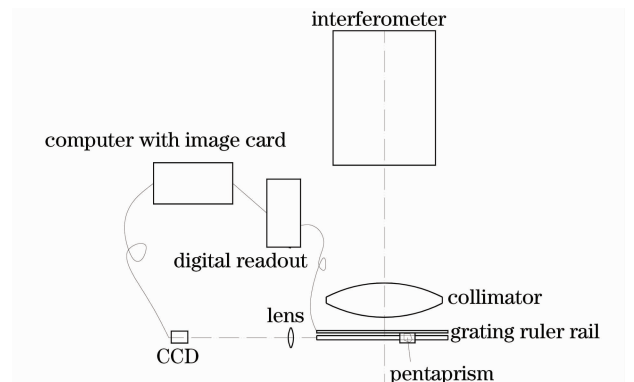 interferometer
computer with image card
digital readout
collimator
lens
grating ruler rail
CCD
pentaprism